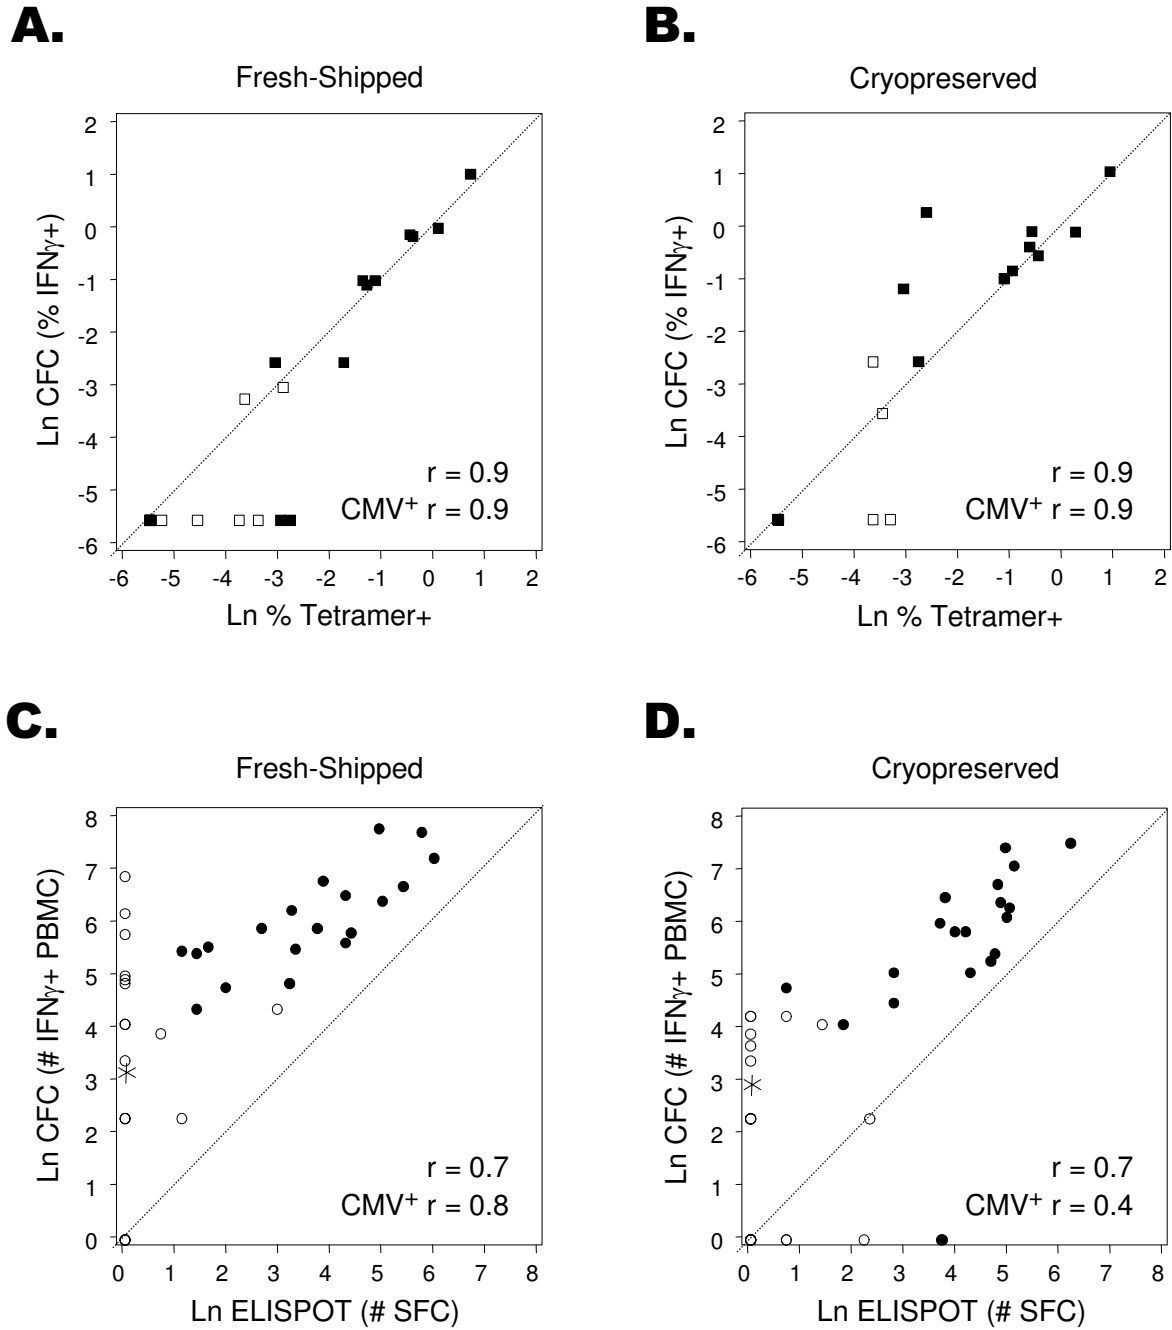 A.
Fresh-Shipped
2
1
0
-1
-2
-3
-4
-5
-6
Ln CFC (% IFNγ+)
r = 0.9
CMV⁺ r = 0.9
-6 -5 -4 -3 -2 -1 0 1 2
Ln % Tetramer+
B.
Cryopreserved
2
1
0
-1
-2
-3
-4
-5
-6
Ln CFC (% IFNγ+)
r = 0.9
CMV⁺ r = 0.9
-6 -5 -4 -3 -2 -1 0 1 2
Ln % Tetramer+
C.
Fresh-Shipped
8
7
6
5
4
3
2
1
0
Ln CFC (# IFNγ+ PBMC)
r = 0.7
CMV⁺ r = 0.8
0 1 2 3 4 5 6 7 8
Ln ELISPOT (# SFC)
D.
Cryopreserved
8
7
6
5
4
3
2
1
0
Ln CFC (# IFNγ+ PBMC)
r = 0.7
CMV⁺ r = 0.4
0 1 2 3 4 5 6 7 8
Ln ELISPOT (# SFC)